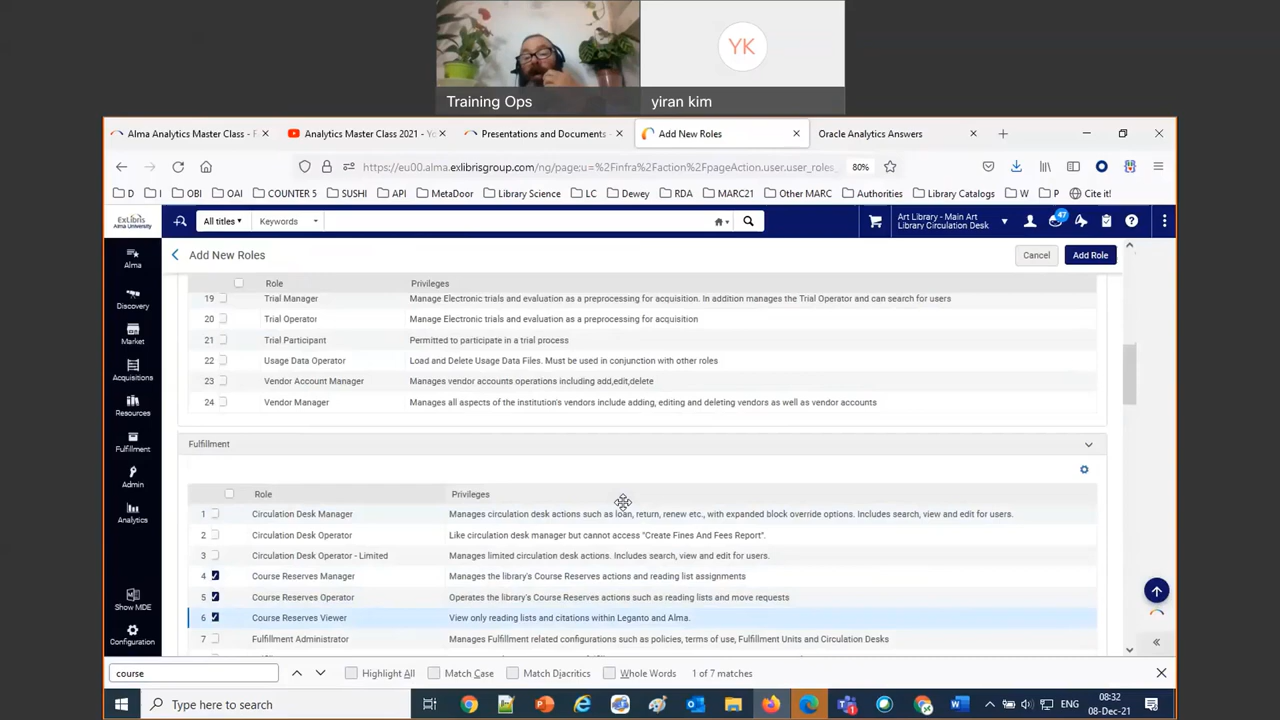 YK
Training Ops
yiran kim
Alma Analytics Master Class - F
Analytics Master Class 2021 - Yo
Presentations and Documents -
Add New Roles
Oracle Analytics Answers
https://eu00.alma.exlibrisgroup.com/ng/page;u=%2Finfra%2Faction%2FpageAction.user.user_roles_
80%
D
OBI
OAI
COUNTER 5
SUSHI
API
MetaDoor
Library Science
LC
Dewey
RDA
MARC21
Other MARC
Authorities
Library Catalogs
W
P
Cite it!
ExLibris
Alma University
All titles
Keywords
Art Library - Main Art
Library Circulation Desk
47
Alma
Add New Roles
Cancel
Add Role
Role Privileges
19 Trial Manager Manage Electronic trials and evaluation as a preprocessing for acquisition. In addition manages the Trial Operator and can search for users
20 Trial Operator Manage Electronic trials and evaluation as a preprocessing for acquisition
21 Trial Participant Permitted to participate in a trial process
22 Usage Data Operator Load and Delete Usage Data Files. Must be used in conjunction with other roles
23 Vendor Account Manager Manages vendor accounts operations including add,edit,delete
24 Vendor Manager Manages all aspects of the institution's vendors include adding, editing and deleting vendors as well as vendor accounts
Discovery
Market
Acquisitions
Resources
Fulfillment
Admin
Analytics
Show MDE
Configuration
Fulfillment
Role Privileges
1 Circulation Desk Manager Manages circulation desk actions such as loan, return, renew etc., with expanded block override options. Includes search, view and edit for users.
2 Circulation Desk Operator Like circulation desk manager but cannot access "Create Fines And Fees Report".
3 Circulation Desk Operator - Limited Manages limited circulation desk actions. Includes search, view and edit for users.
4 Course Reserves Manager Manages the library's Course Reserves actions and reading list assignments
5 Course Reserves Operator Operates the library's Course Reserves actions such as reading lists and move requests
6 Course Reserves Viewer View only reading lists and citations within Leganto and Alma.
7 Fulfillment Administrator Manages Fulfillment related configurations such as policies, terms of use, Fulfillment Units and Circulation Desks
course
Highlight All
Match Case
Match Diacritics
Whole Words
1 of 7 matches
Type here to search
ENG
08:32
08-Dec-21